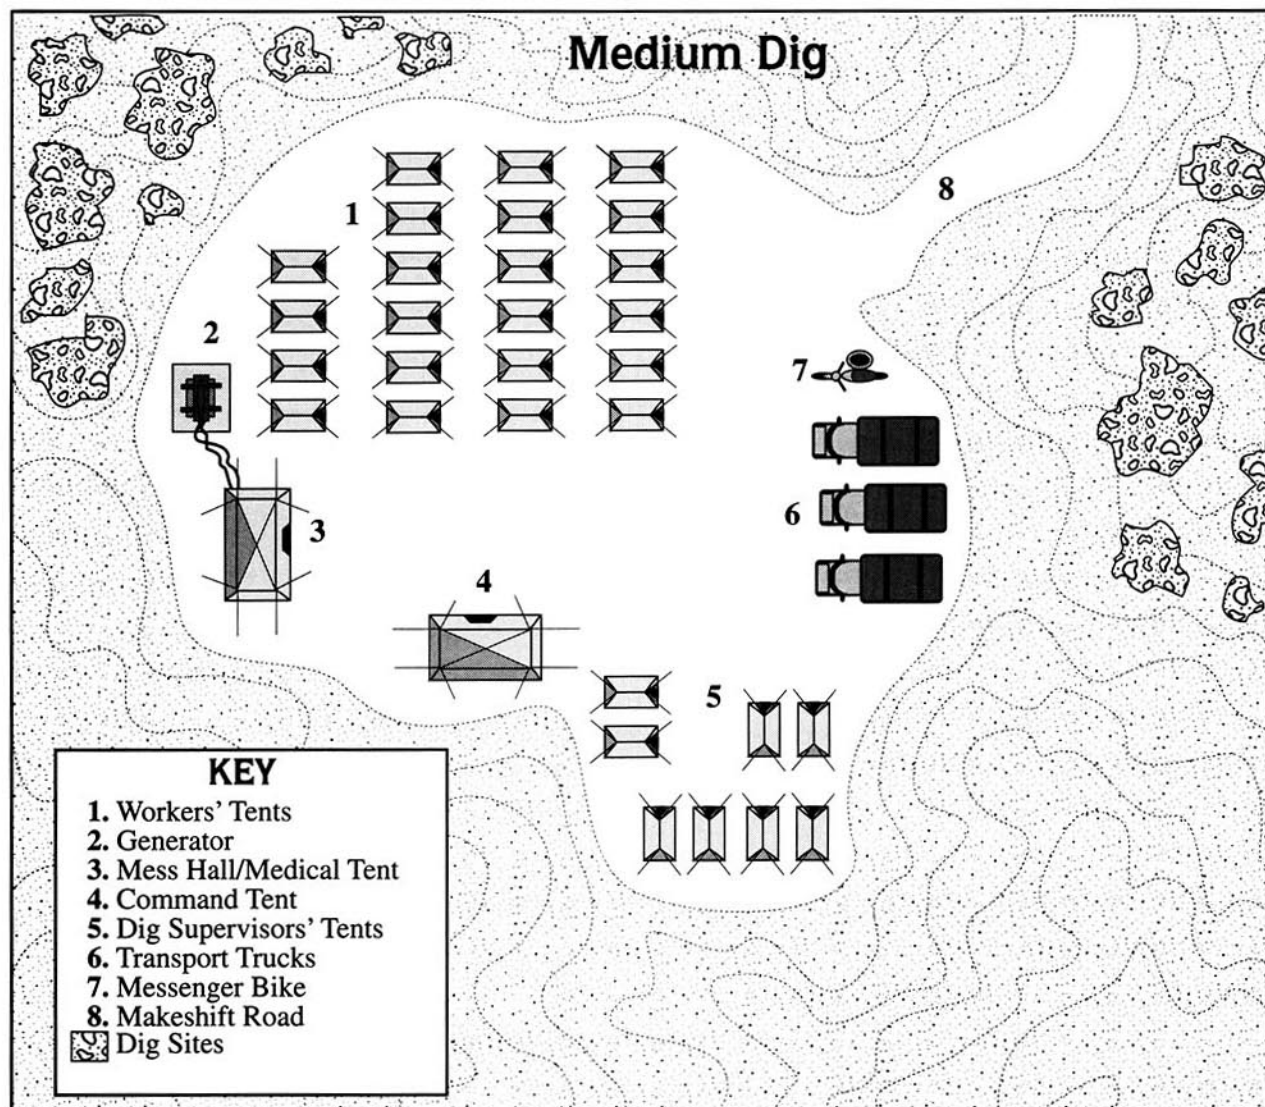 Medium Dig
1
2
3
4
5
6
7
8
KEY
1. Workers' Tents
2. Generator
3. Mess Hall/Medical Tent
4. Command Tent
5. Dig Supervisors' Tents
6. Transport Trucks
7. Messenger Bike
8. Makeshift Road
Dig Sites